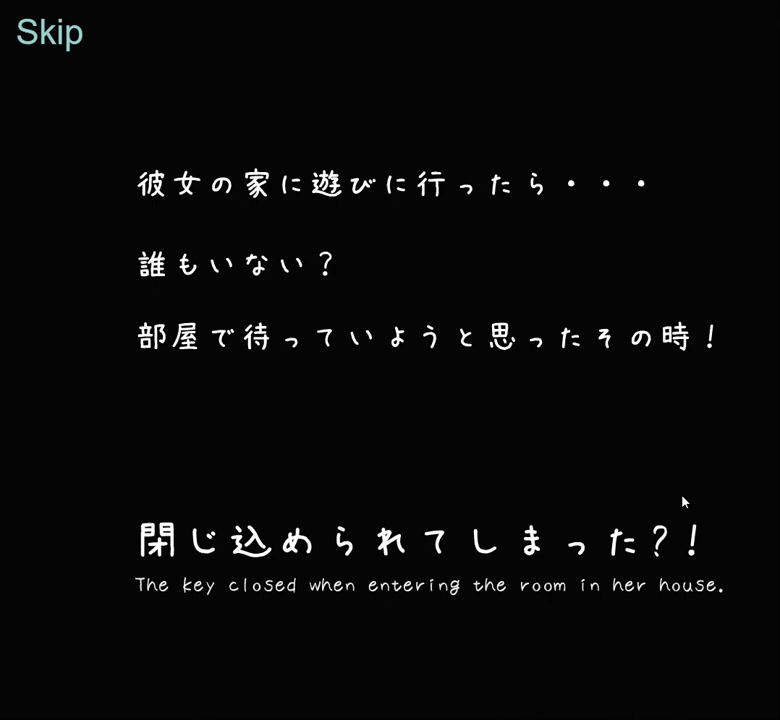 Skip
彼女の家に遊びに行ったら・・・
誰もいない？
部屋で待っていようと思ったその時！
閉じ込められてしまった？！
The key closed when entering the room in her house.